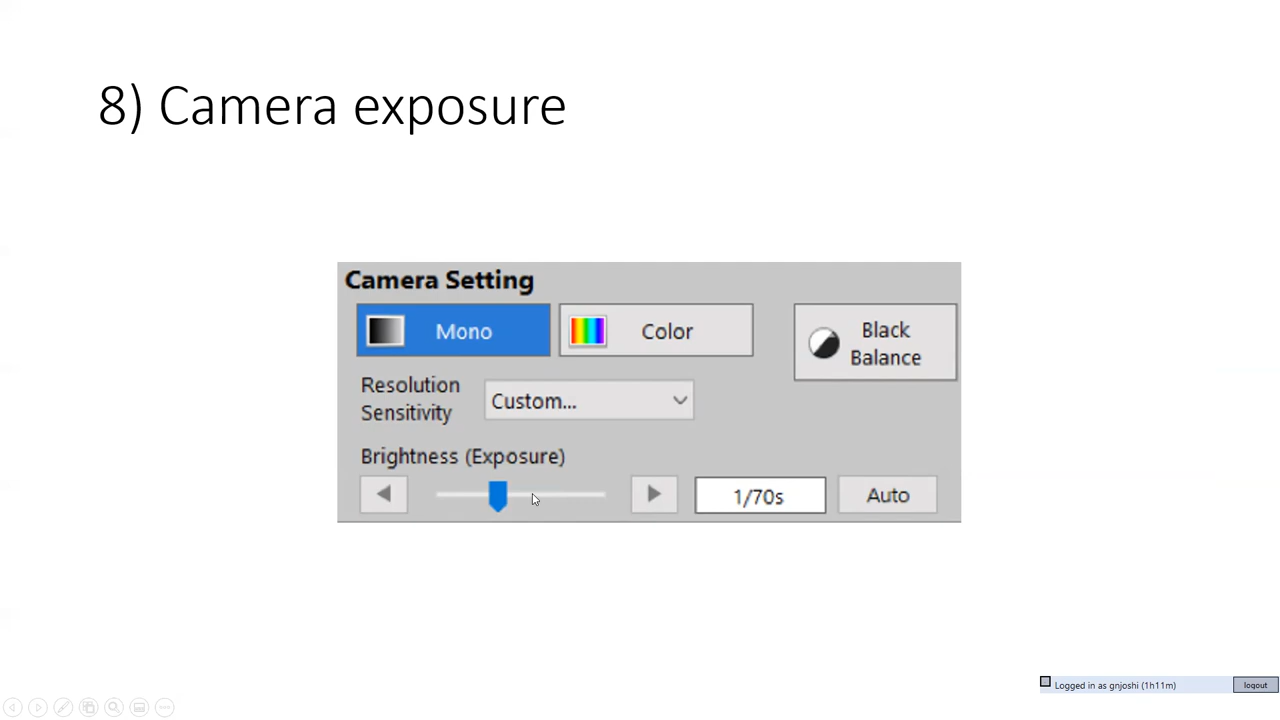 8) Camera exposure
Camera Setting
Mono
Color
Black
Balance
Resolution
Sensitivity
Custom...
Brightness (Exposure)
1/70s
Auto
Logged in as gnjoshi (1h11m)
logout